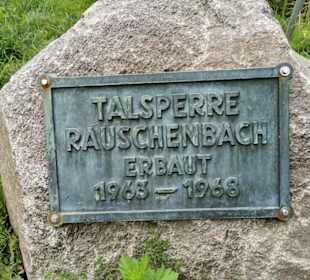 TALSPERRE
RAUSCHENBACH
ERBAUT
1963 – 1968